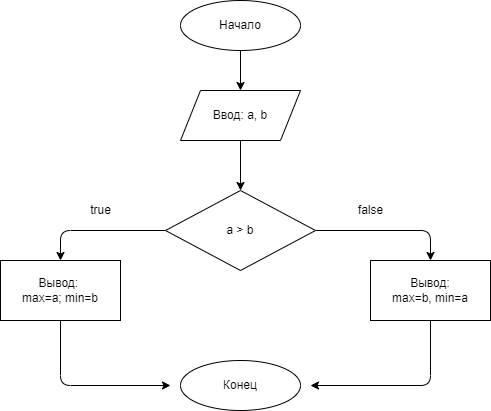 Начало
Ввод: a, b
true
false
a > b
Вывод:
max=a; min=b
Вывод:
max=b, min=a
Конец